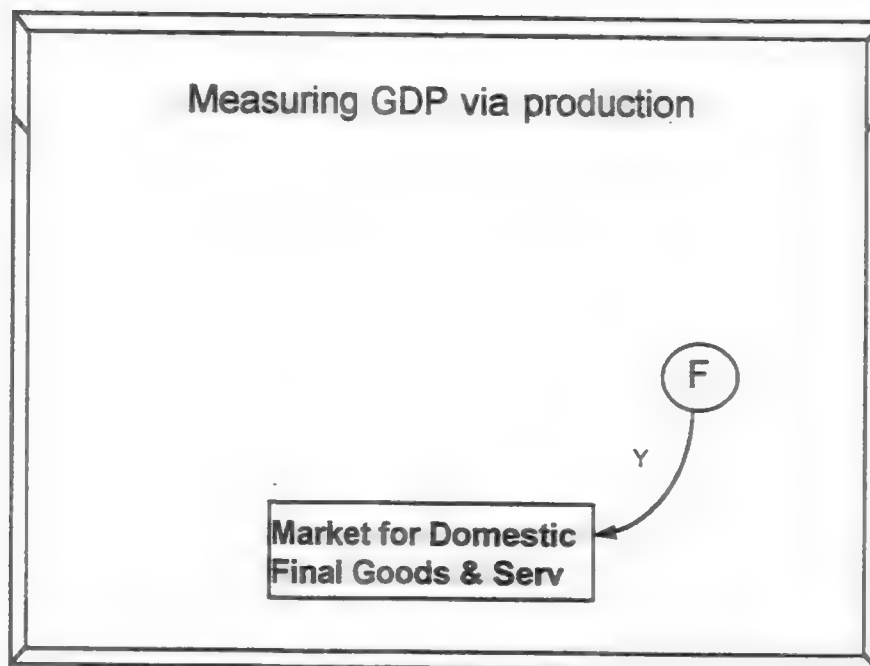 Measuring GDP via production
F
Y
Market for Domestic
Final Goods & Serv